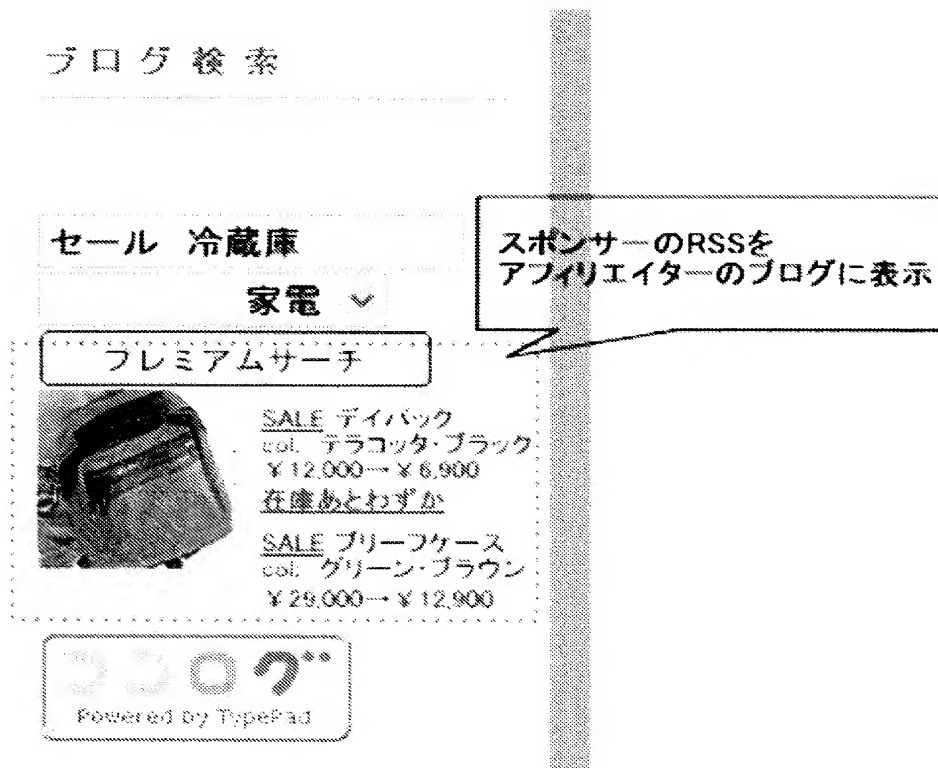 ブログ検索
セール 冷蔵庫
家電
スポンサーのRSSを
アフィリエイターのブログに表示
プレミアムサーチ
SALE デイパック
col. テラコッタ・ブラック
¥12,000→¥6,900
在庫あとわずか
SALE ブリーフケース
col. グリーン・ブラウン
¥29,000→¥12,900
ココログ
Powered by TypePad